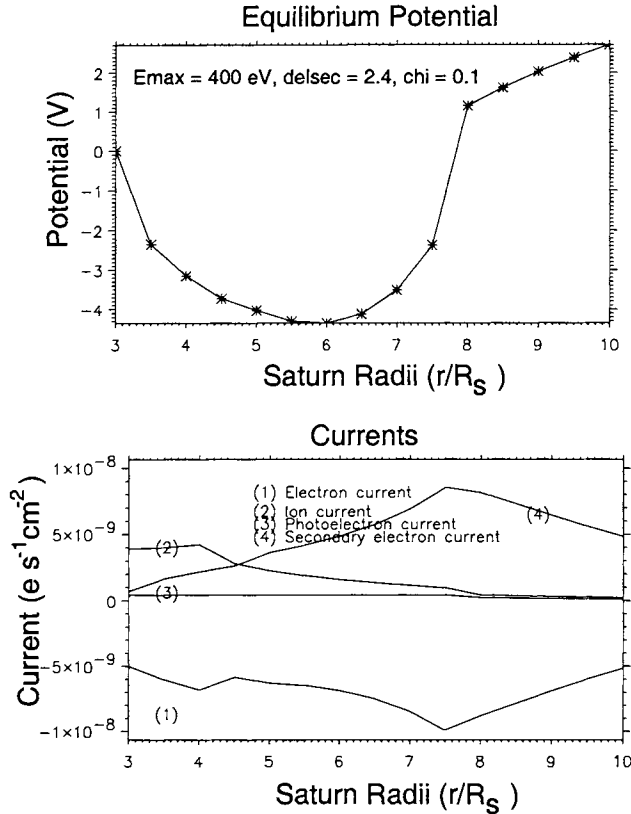 Equilibrium Potential
Emax = 400 eV, delsec = 2.4, chi = 0.1
Potential (V)
2
1
0
-1
-2
-3
-4
3 4 5 6 7 8 9 10
Saturn Radii (r/R_S)
Currents
(1) Electron current
(2) Ion current
(3) Photoelectron current
(4) Secondary electron current
Current (e s⁻¹cm⁻²)
1×10⁻⁸
5×10⁻⁹
0
-5×10⁻⁹
-1×10⁻⁸
(2)
(4)
(3)
(1)
3 4 5 6 7 8 9 10
Saturn Radii (r/R_S)